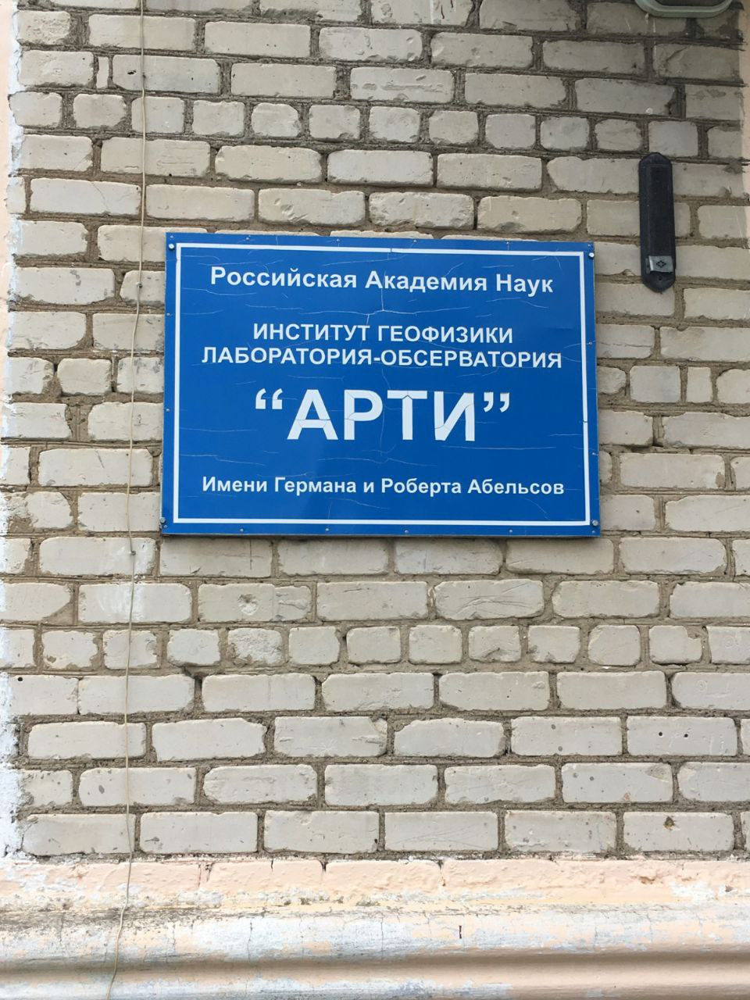 Российская Академия Наук
ИНСТИТУТ ГЕОФИЗИКИ
ЛАБОРАТОРИЯ-ОБСЕРВАТОРИЯ
“АРТИ”
Имени Германа и Роберта Абельсов